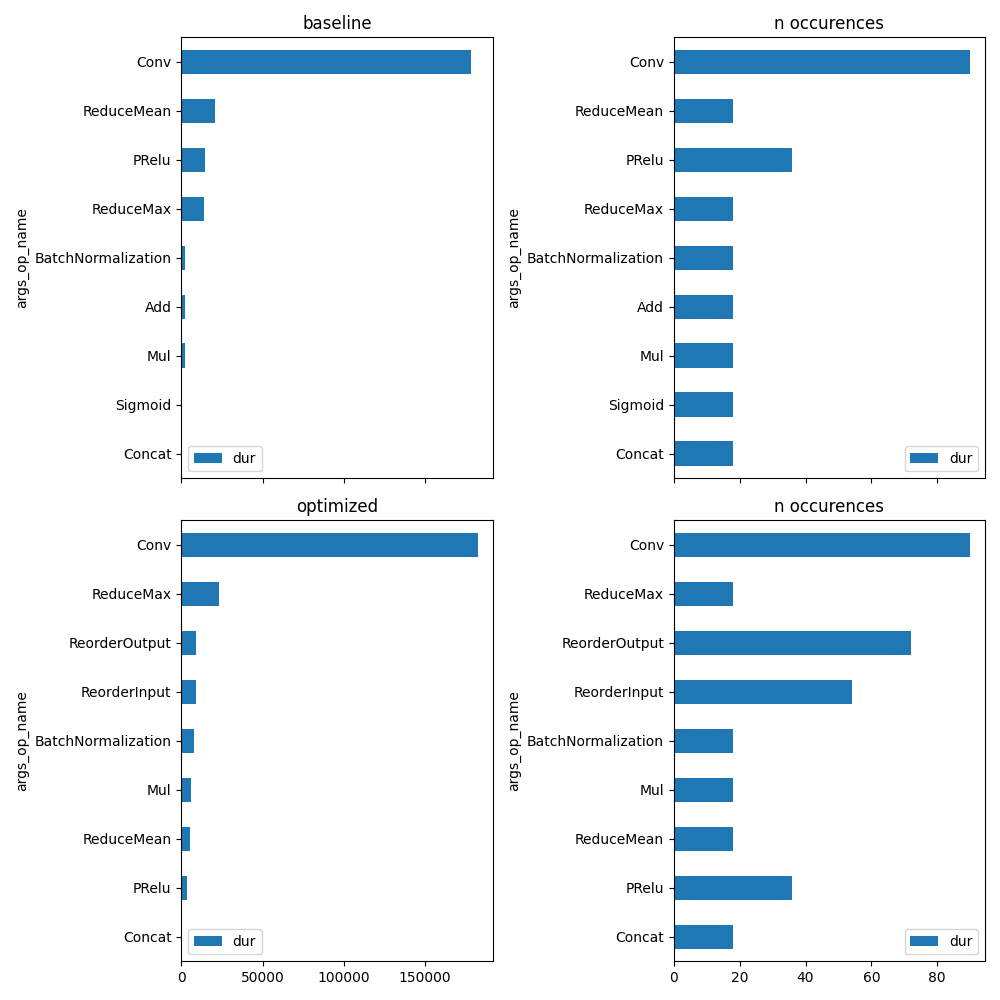 baseline
args_op_name
Conv
ReduceMean
PRelu
ReduceMax
BatchNormalization
Add
Mul
Sigmoid
Concat
dur
50000
100000
150000
n occurences
args_op_name
Conv
ReduceMean
PRelu
ReduceMax
BatchNormalization
Add
Mul
Sigmoid
Concat
dur
optimized
args_op_name
Conv
ReduceMax
ReorderOutput
ReorderInput
BatchNormalization
Mul
ReduceMean
PRelu
Concat
dur
0 50000 100000 150000
n occurences
args_op_name
Conv
ReduceMax
ReorderOutput
ReorderInput
BatchNormalization
Mul
ReduceMean
PRelu
Concat
dur
0 20 40 60 80